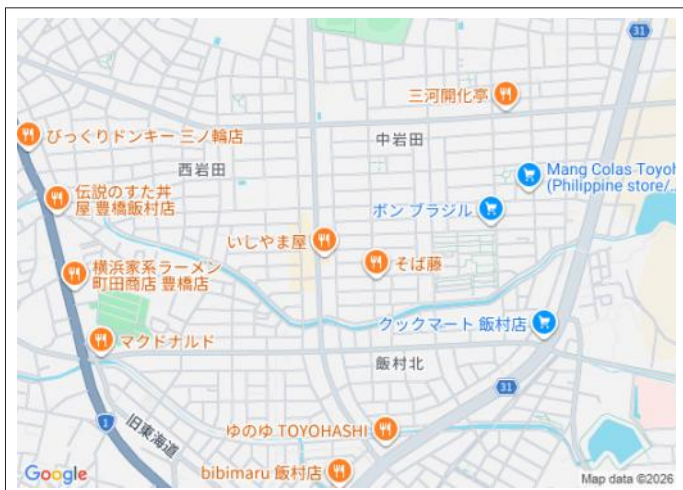 31
三河開化亭
中岩田
びっくりドンキー 三ノ輪店
西岩田
Mang Colas Toyoh
(Philippine store/...
伝説のすた丼
屋 豊橋飯村店
ボン ブラジル
いしやま屋
そば藤
横浜家系ラーメン
町田商店 豊橋店
クックマート 飯村店
マクドナルド
飯村北
31
1
旧東海道
ゆのゆ TOYOHASHI
bibimaru 飯村店
Google
Map data ©2026